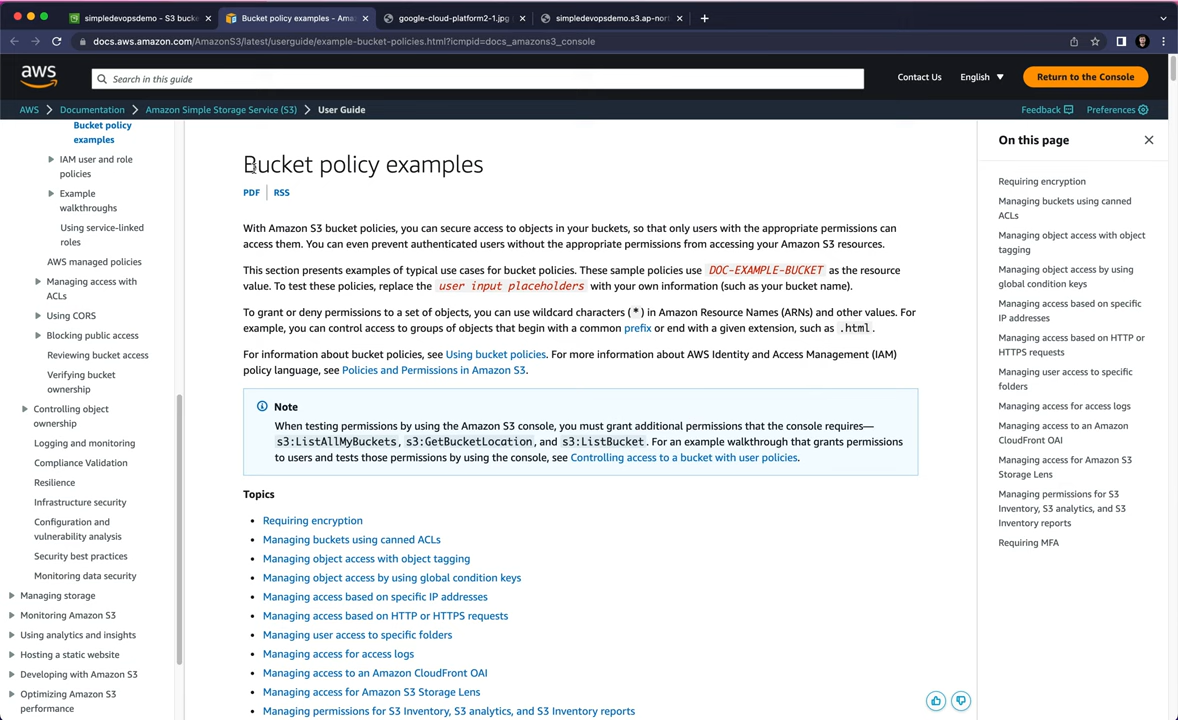 simpledevopsdemo - S3 bucke
Bucket policy examples - Ama
google-cloud-platform2-1.jpg
simpledevopsdemo.s3.ap-nor
docs.aws.amazon.com/AmazonS3/latest/userguide/example-bucket-policies.html?icmpid=docs_amazons3_console
aws
Search in this guide
Contact Us
English
Return to the Console
AWS
Documentation
Amazon Simple Storage Service (S3)
User Guide
Feedback
Preferences
Bucket policy
examples
IAM user and role
policies
Example
walkthroughs
Using service-linked
roles
AWS managed policies
Managing access with
ACLs
Using CORS
Blocking public access
Reviewing bucket access
Verifying bucket
ownership
Controlling object
ownership
Logging and monitoring
Compliance Validation
Resilience
Infrastructure security
Configuration and
vulnerability analysis
Security best practices
Monitoring data security
Managing storage
Monitoring Amazon S3
Using analytics and insights
Hosting a static website
Developing with Amazon S3
Optimizing Amazon S3
performance
Bucket policy examples
PDF
RSS
With Amazon S3 bucket policies, you can secure access to objects in your buckets, so that only users with the appropriate permissions can
access them. You can even prevent authenticated users without the appropriate permissions from accessing your Amazon S3 resources.
This section presents examples of typical use cases for bucket policies. These sample policies use DOC-EXAMPLE-BUCKET as the resource
value. To test these policies, replace the user input placeholders with your own information (such as your bucket name).
To grant or deny permissions to a set of objects, you can use wildcard characters (*) in Amazon Resource Names (ARNs) and other values. For
example, you can control access to groups of objects that begin with a common prefix or end with a given extension, such as .html.
For information about bucket policies, see Using bucket policies. For more information about AWS Identity and Access Management (IAM)
policy language, see Policies and Permissions in Amazon S3.
Note
When testing permissions by using the Amazon S3 console, you must grant additional permissions that the console requires—
s3:ListAllMyBuckets, s3:GetBucketLocation, and s3:ListBucket. For an example walkthrough that grants permissions
to users and tests those permissions by using the console, see Controlling access to a bucket with user policies.
Topics
Requiring encryption
Managing buckets using canned ACLs
Managing object access with object tagging
Managing object access by using global condition keys
Managing access based on specific IP addresses
Managing access based on HTTP or HTTPS requests
Managing user access to specific folders
Managing access for access logs
Managing access to an Amazon CloudFront OAI
Managing access for Amazon S3 Storage Lens
Managing permissions for S3 Inventory, S3 analytics, and S3 Inventory reports
On this page
Requiring encryption
Managing buckets using canned
ACLs
Managing object access with object
tagging
Managing object access by using
global condition keys
Managing access based on specific
IP addresses
Managing access based on HTTP or
HTTPS requests
Managing user access to specific
folders
Managing access for access logs
Managing access to an Amazon
CloudFront OAI
Managing access for Amazon S3
Storage Lens
Managing permissions for S3
Inventory, S3 analytics, and S3
Inventory reports
Requiring MFA